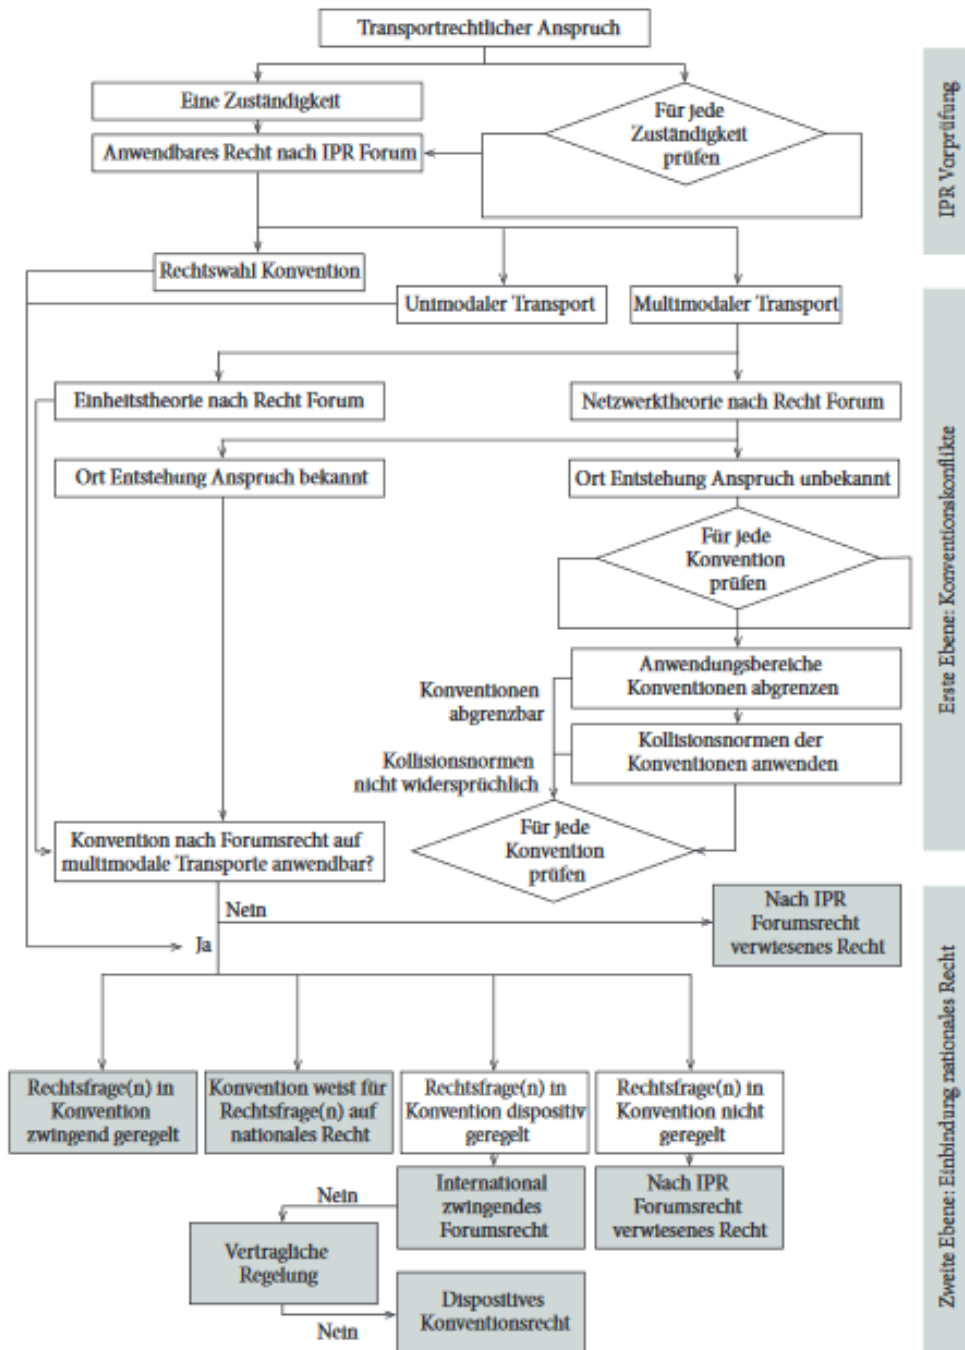 Transportrechtlicher Anspruch
Eine Zuständigkeit
Für jede
Zuständigkeit
prüfen
Anwendbares Recht nach IPR Forum
IPR Vorprüfung
Rechtswahl Konvention
Unimodaler Transport
Multimodaler Transport
Einheitstheorie nach Recht Forum
Netzwerktheorie nach Recht Forum
Ort Entstehung Anspruch bekannt
Ort Entstehung Anspruch unbekannt
Für jede
Konvention
prüfen
Anwendungsbereiche
Konventionen abgrenzen
Konventionen
abgrenzbar
Kollisionsnormen der
Konventionen anwenden
Kollisionsnormen
nicht widersprüchlich
Für jede
Konvention
prüfen
Konvention nach Forumsrecht auf
multimodale Transporte anwendbar?
Erste Ebene: Konventionskonflikte
Nein
Nach IPR
Forumsrecht
verwiesenes Recht
Ja
Rechtsfrage(n) in
Konvention
zwingend geregelt
Konvention weist für
Rechtsfrage(n) auf
nationales Recht
Rechtsfrage(n) in
Konvention dispositiv
geregelt
Rechtsfrage(n) in
Konvention nicht
geregelt
Nein
International
zwingendes
Forumsrecht
Nach IPR
Forumsrecht
verwiesenes Recht
Vertragliche
Regelung
Nein
Dispositives
Konventionsrecht
Zweite Ebene: Einbindung nationales Recht